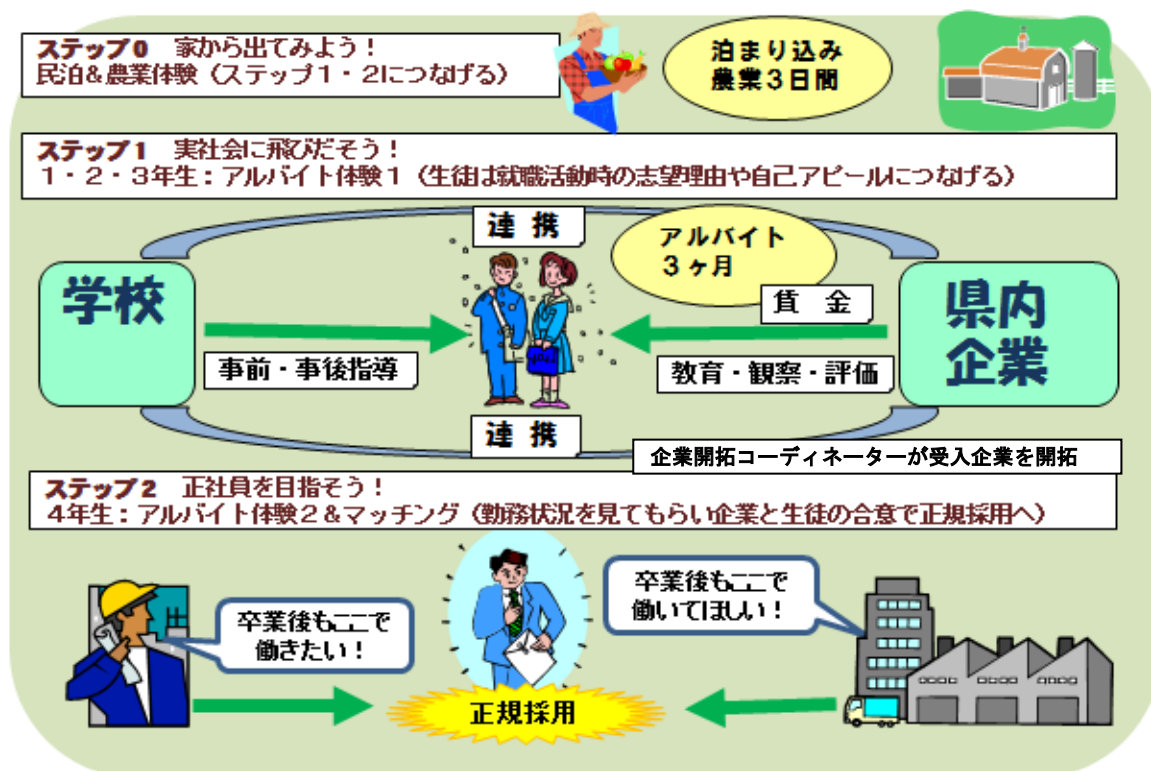 ステップ0 家から出てみよう！
民泊&農業体験（ステップ1・2につなげる）
泊まり込み
農業3日間
ステップ1 実社会に飛びだそう！
1・2・3年生：アルバイト体験1（生徒は就職活動時の志望理由や自己アピールにつなげる）
連 携
アルバイト
3ヶ月
学校
賃 金
県内
企業
事前・事後指導
教育・観察・評価
連 携
企業開拓コーディネーターが受入企業を開拓
ステップ2 正社員を目指そう！
4年生：アルバイト体験2&マッチング（勤務状況を見てもらい企業と生徒の合意で正規採用へ）
卒業後もここで
働きたい！
卒業後もここで
働いてほしい！
正規採用